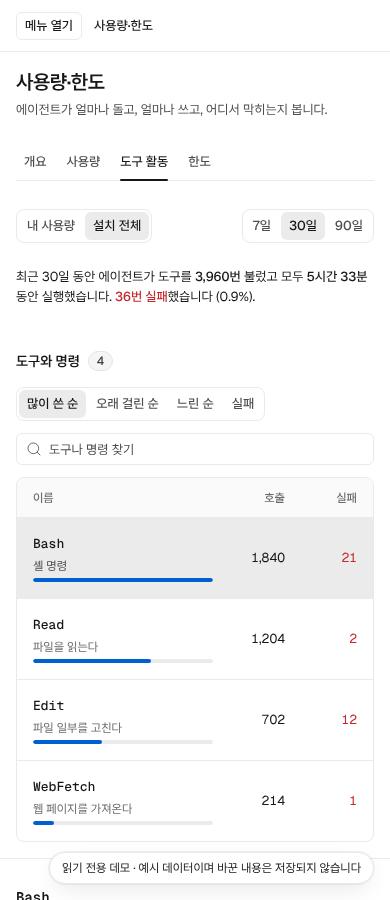 메뉴 열기 사용량·한도
사용량·한도
에이전트가 얼마나 돌고, 얼마나 쓰고, 어디서 막히는지 봅니다.
개요 사용량 도구 활동 한도
내 사용량 설치 전체 7일 30일 90일
최근 30일 동안 에이전트가 도구를 3,960번 불렀고 모두 5시간 33분
동안 실행했습니다. 36번 실패했습니다 (0.9%).
도구와 명령 4
많이 쓴 순 오래 걸린 순 느린 순 실패
도구나 명령 찾기
이름 호출 실패
Bash
셸 명령
1,840 21
Read
파일을 읽는다
1,204 2
Edit
파일 일부를 고친다
702 12
WebFetch
웹 페이지를 가져온다
214 1
읽기 전용 데모 · 예시 데이터이며 바꾼 내용은 저장되지 않습니다
Bash